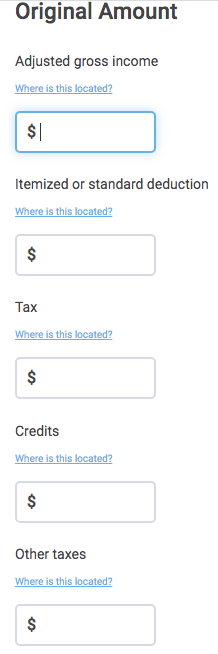 Original Amount
Adjusted gross income
Where is this located?
$
Itemized or standard deduction
Where is this located?
$
Tax
Where is this located?
$
Credits
Where is this located?
$
Other taxes
Where is this located?
$